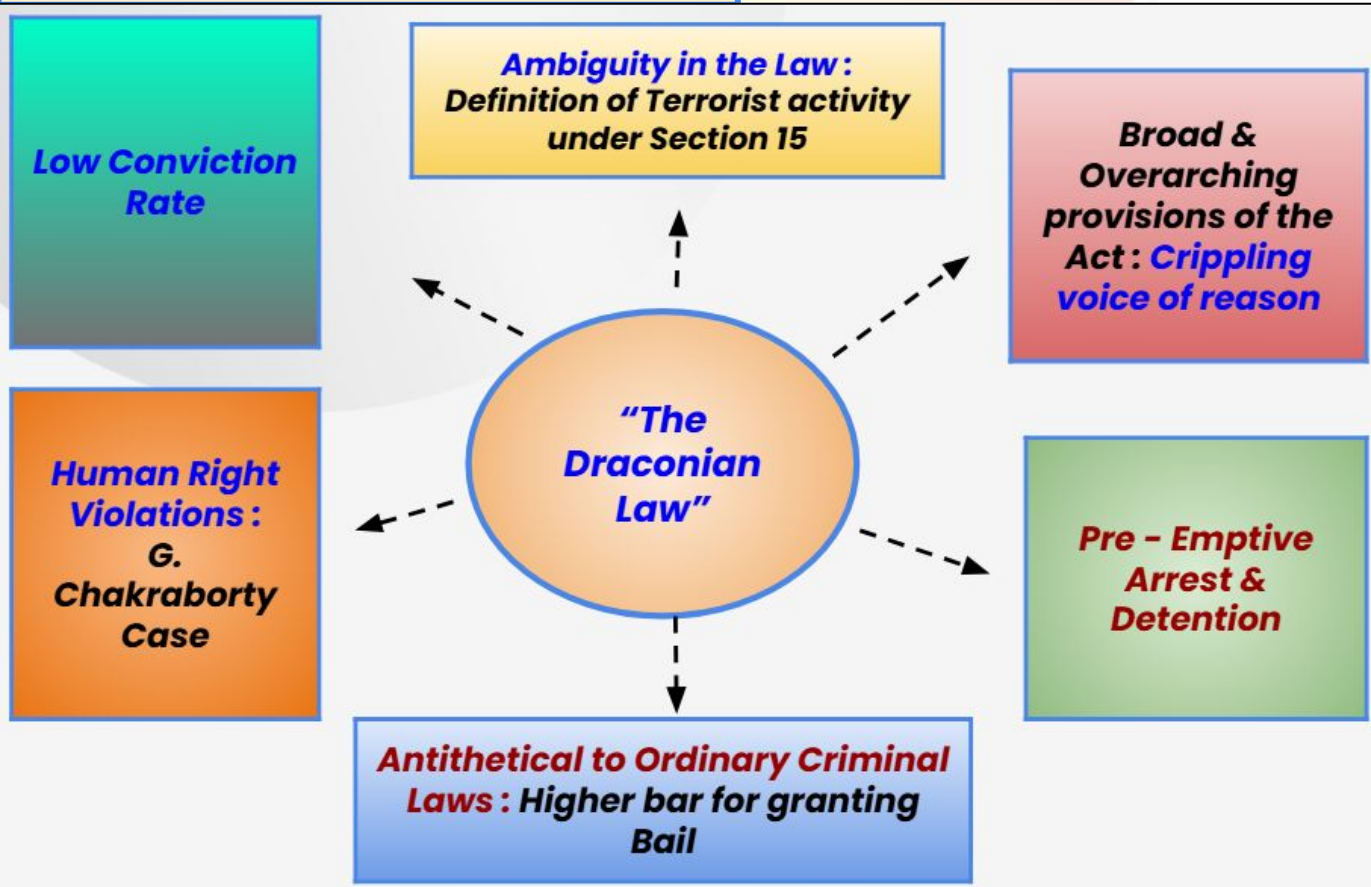 Low Conviction
Rate
Ambiguity in the Law :
Definition of Terrorist activity
under Section 15
Broad &
Overarching
provisions of the
Act : Crippling
voice of reason
“The
Draconian
Law”
Human Right
Violations :
G.
Chakraborty
Case
Pre - Emptive
Arrest &
Detention
Antithetical to Ordinary Criminal
Laws : Higher bar for granting
Bail